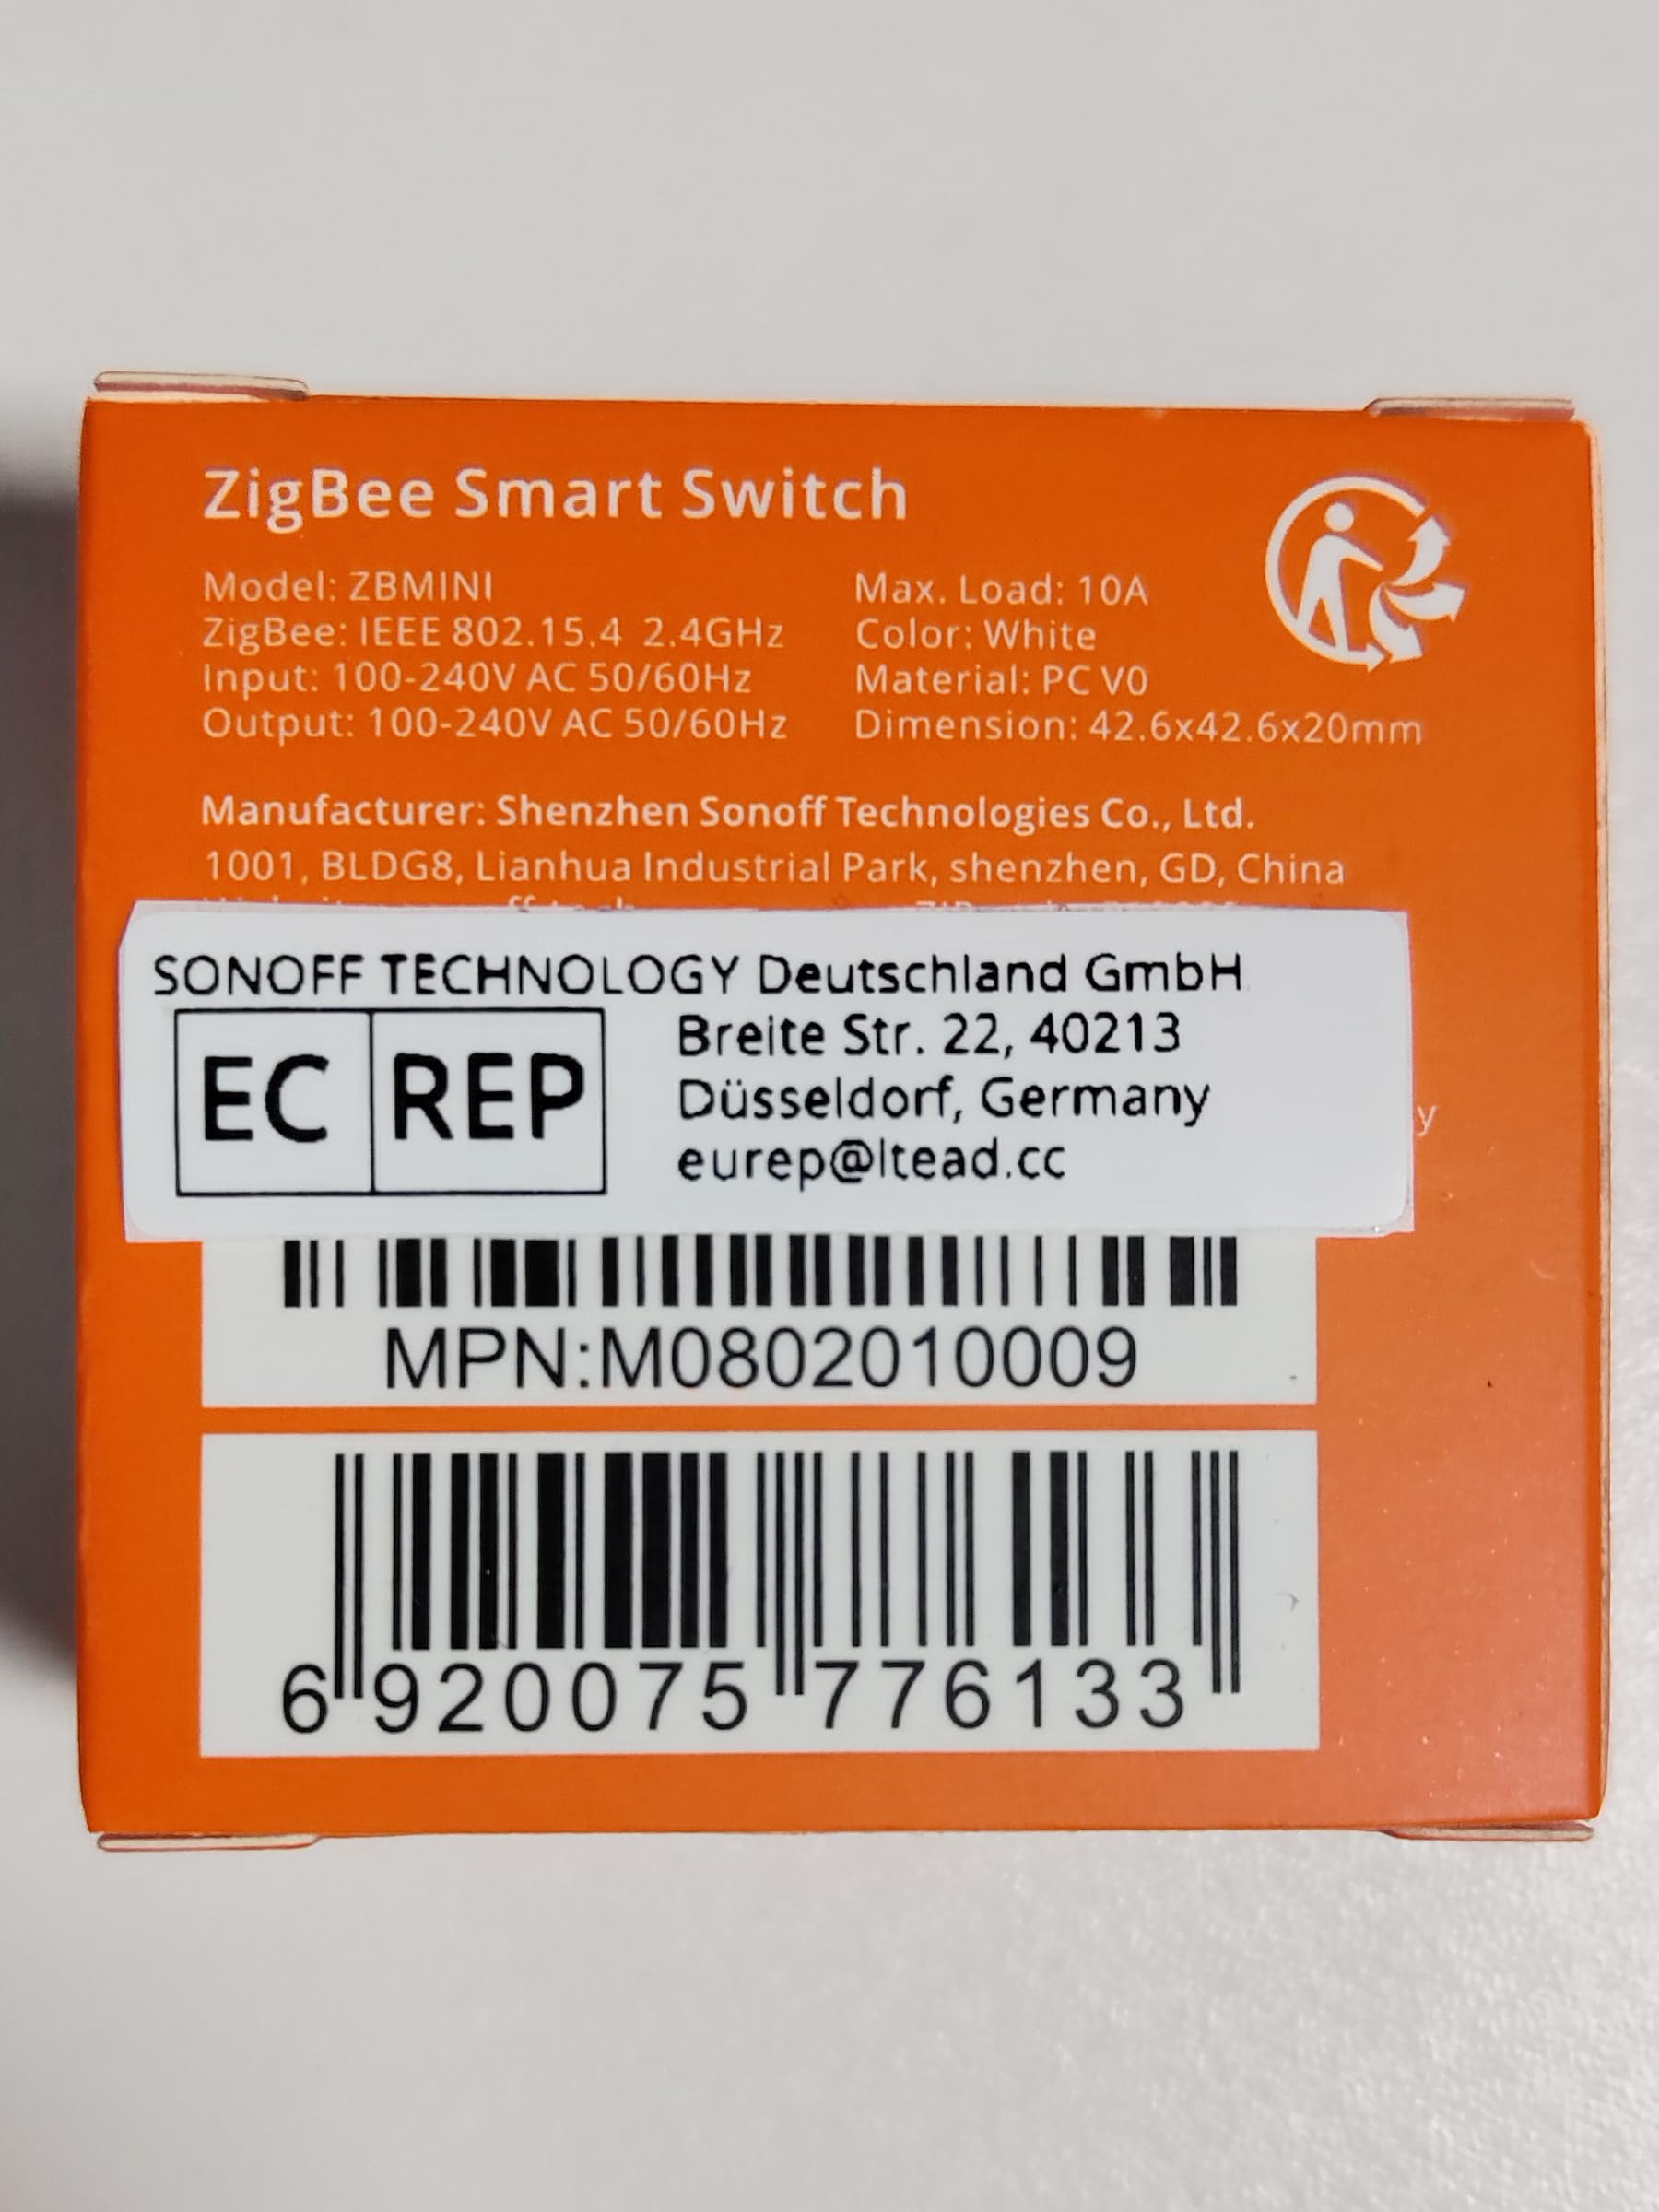 ZigBee Smart Switch
Model: ZBMINI
ZigBee: IEEE 802.15.4 2.4GHz
Input: 100-240V AC 50/60Hz
Output: 100-240V AC 50/60Hz
Max. Load: 10A
Color: White
Material: PC V0
Dimension: 42.6x42.6x20mm
Manufacturer: Shenzhen Sonoff Technologies Co., Ltd.
1001, BLDG8, Lianhua Industrial Park, shenzhen, GD, China
SONOFF TECHNOLOGY Deutschland GmbH
EC REP
Breite Str. 22, 40213
Düsseldorf, Germany
eurep@ltead.cc
MPN:M0802010009
6 920075 776133